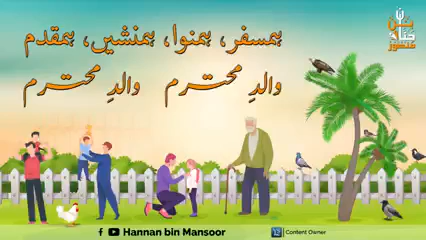 ہمسفر، ہمنوا، ہمنشیں، ہمقدم
والدِ محترم والدِ محترم
Hannan bin Mansoor
Content Owner